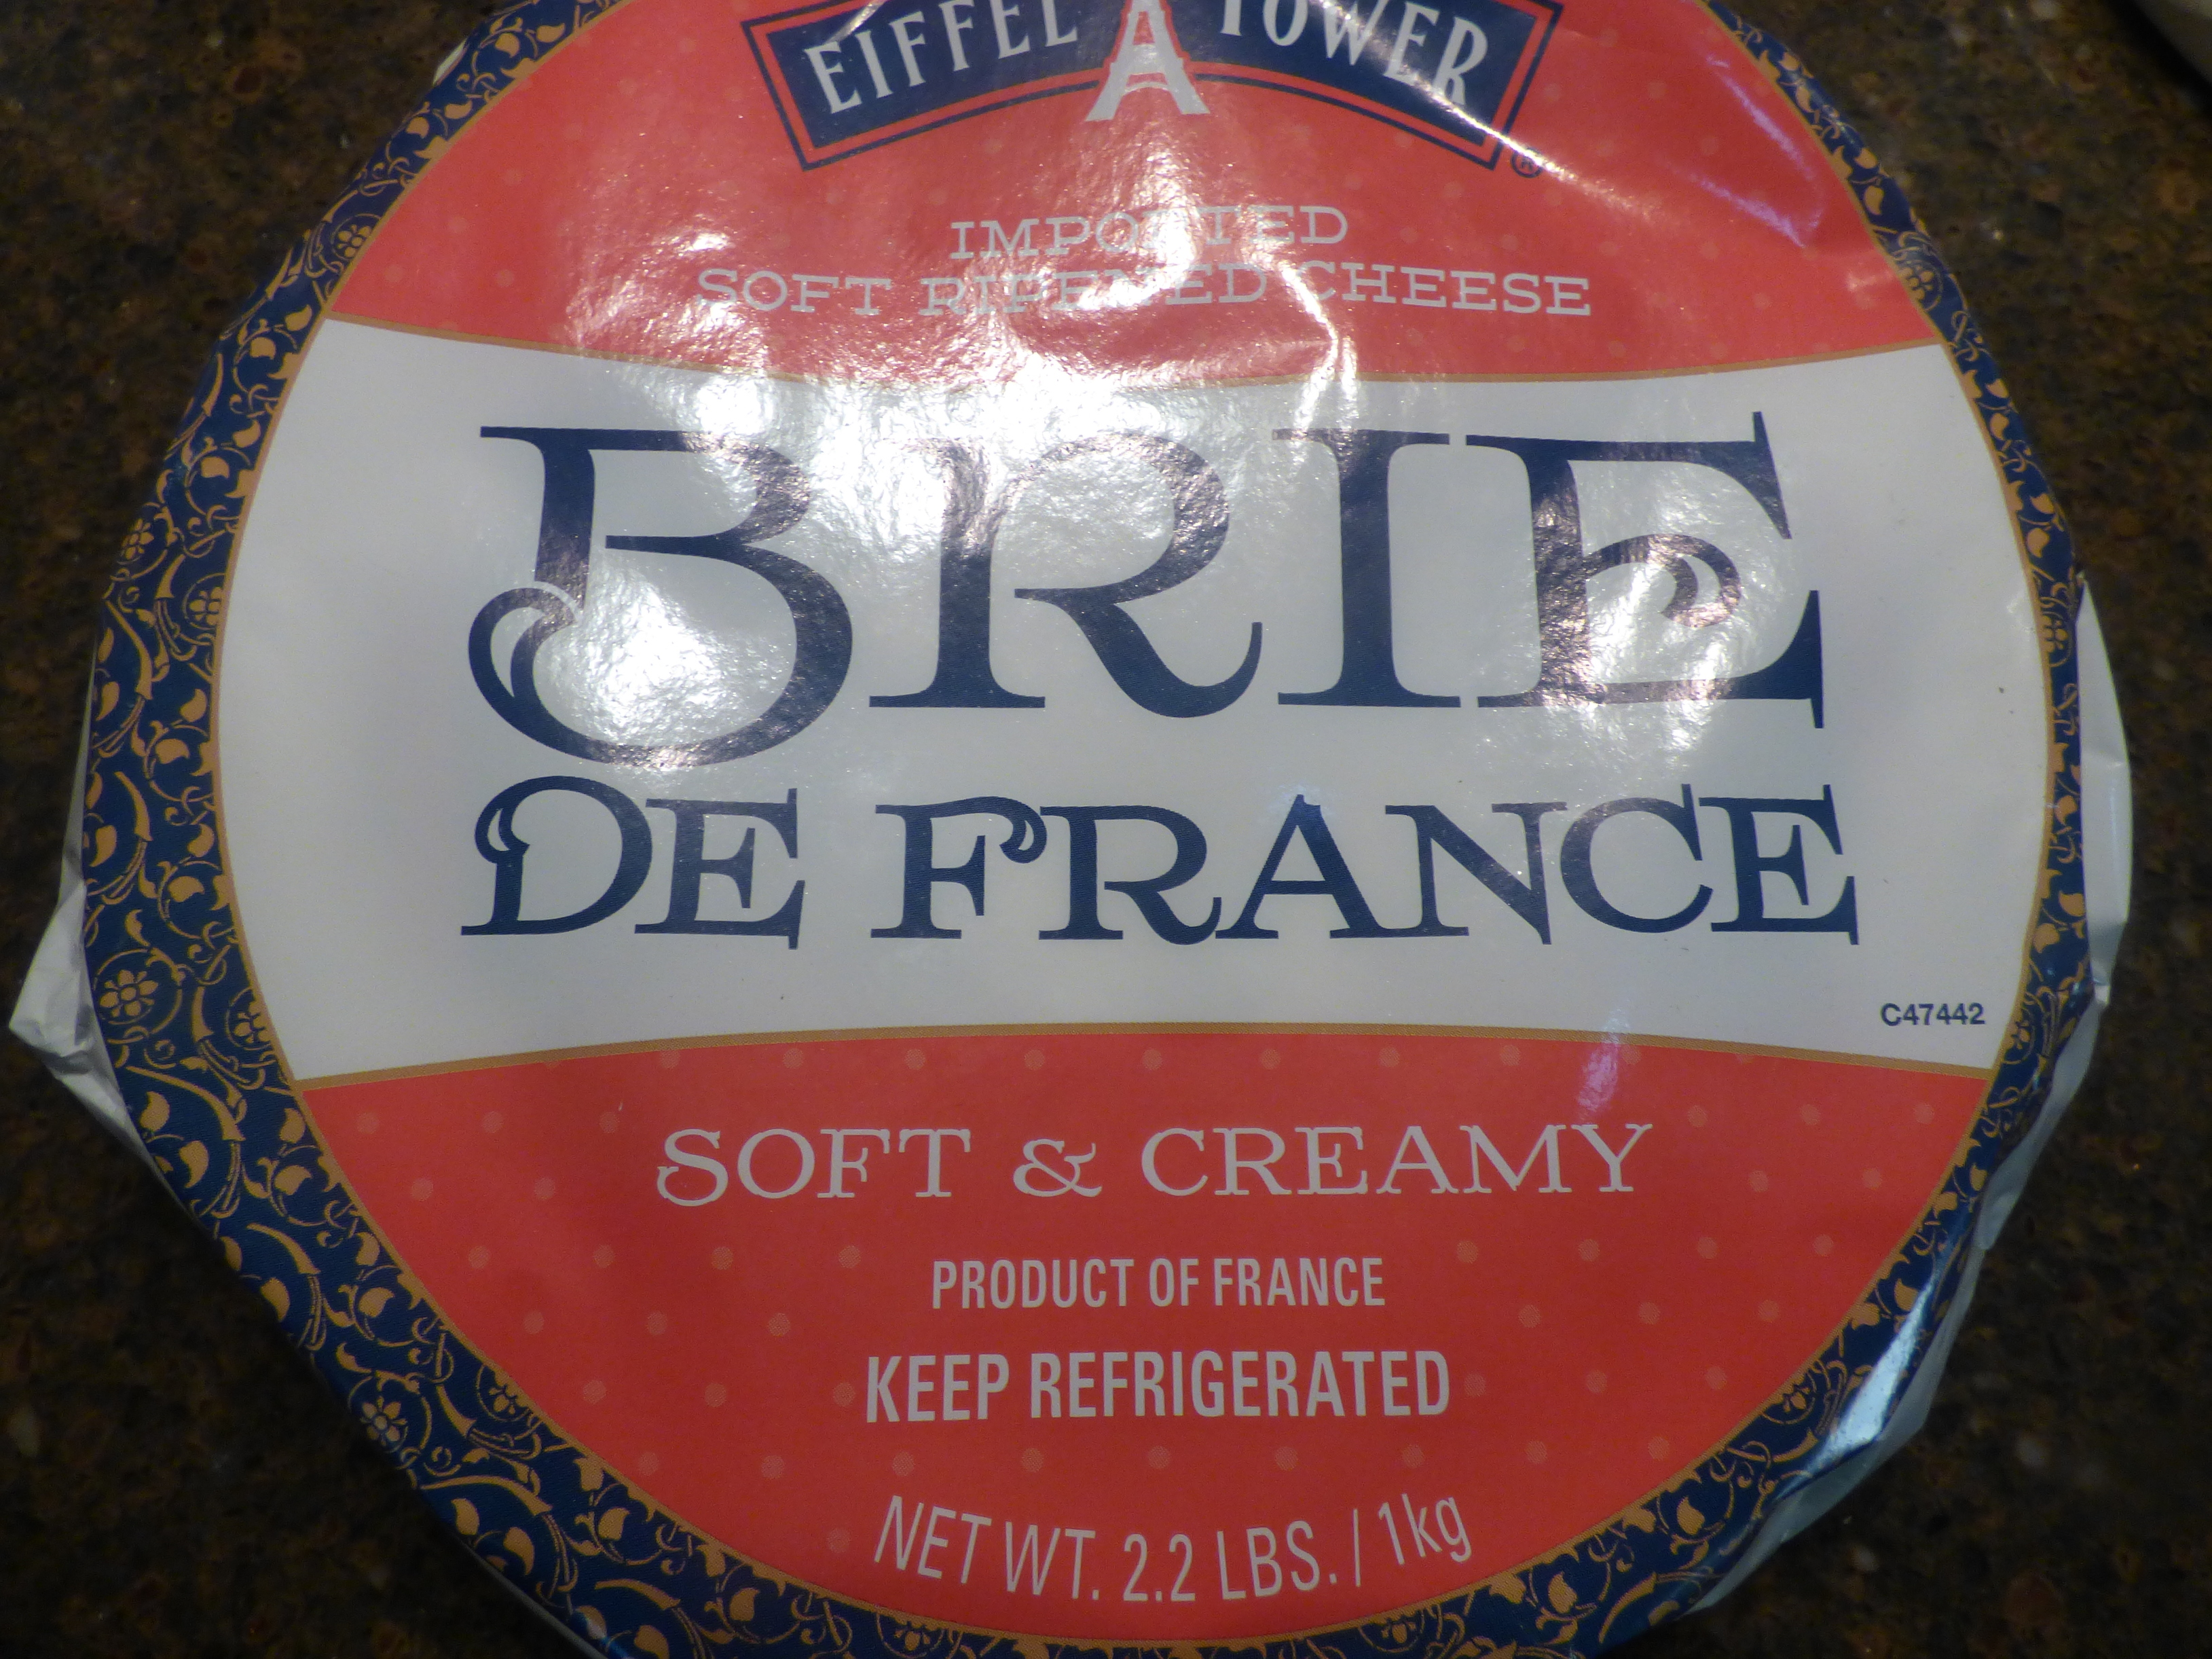 EIFFEL TOWER
®
IMPORTED
SOFT RIPENED CHEESE
BRIE
DE FRANCE
C47442
SOFT & CREAMY
PRODUCT OF FRANCE
KEEP REFRIGERATED
NET WT. 2.2 LBS. / 1kg